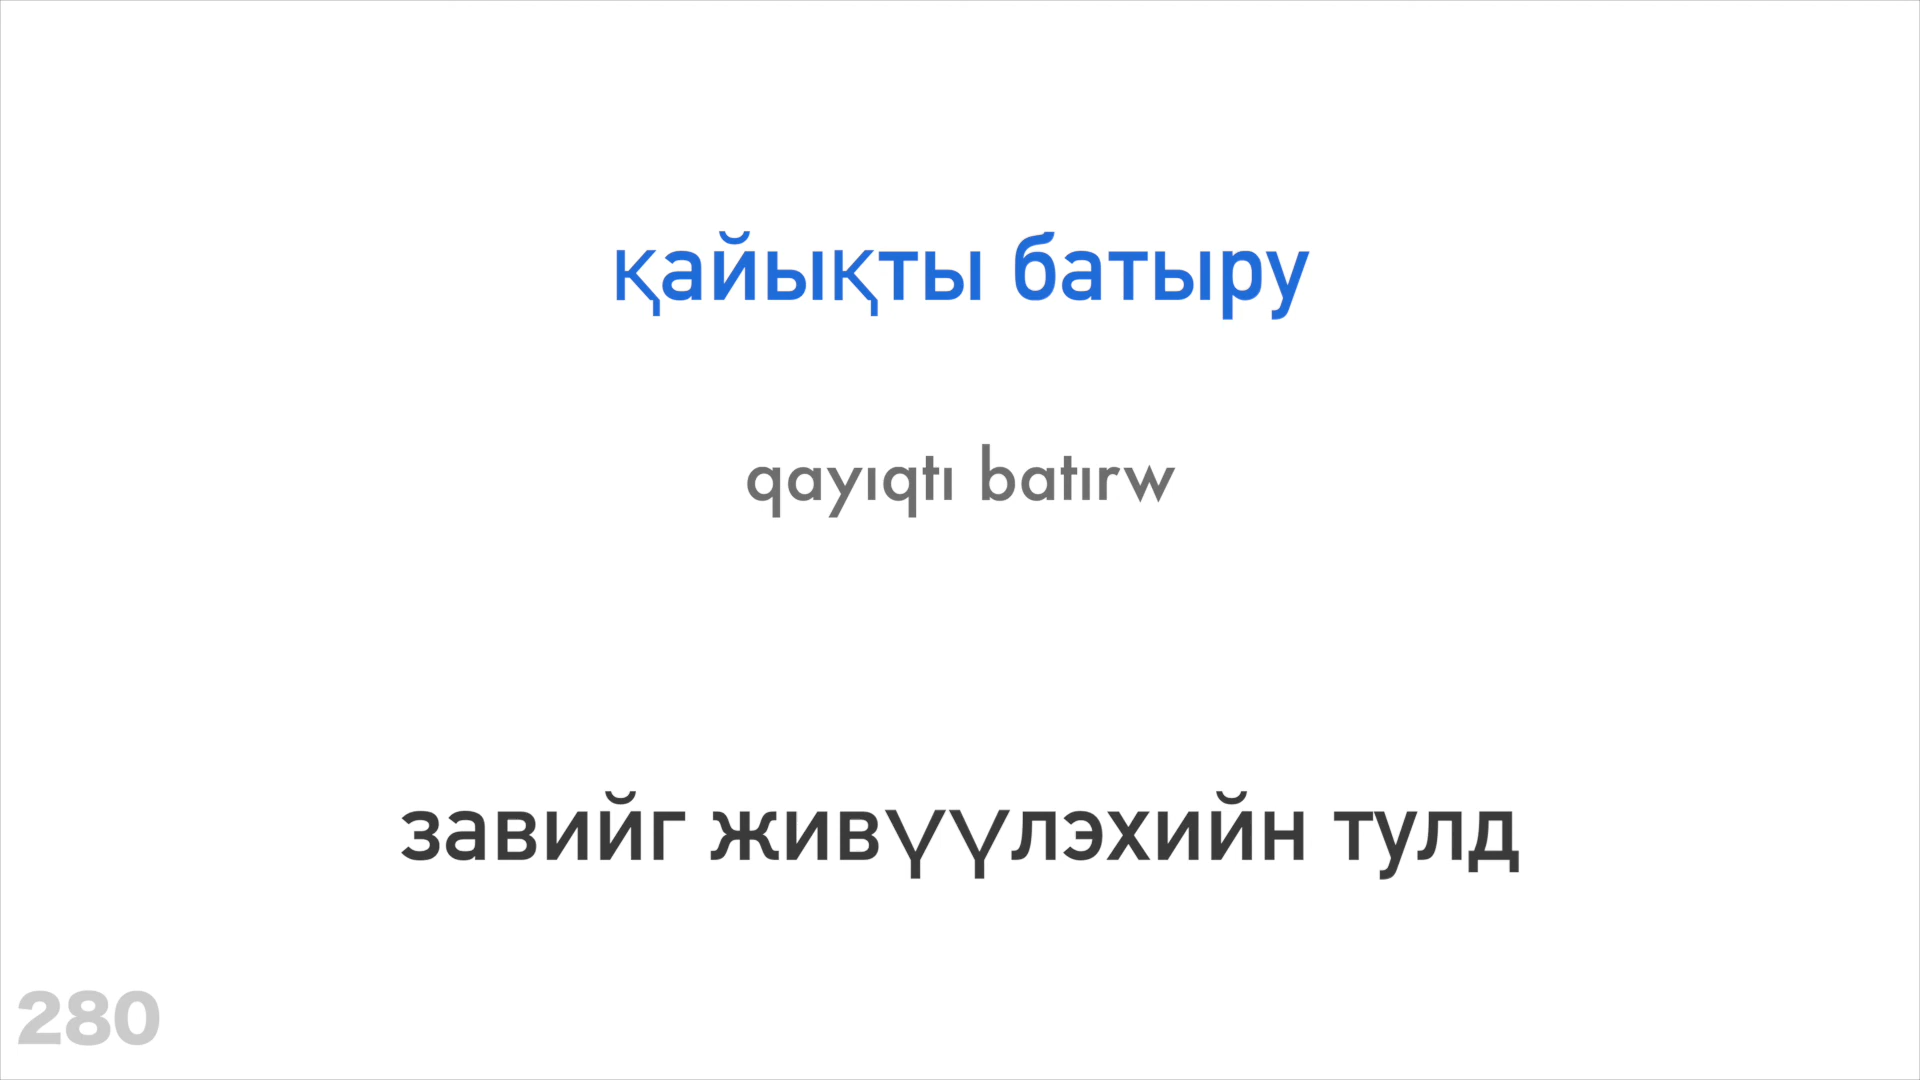 қайықты батыру
qayıqtı batırw
завийг живүүлэхийн тулд
280